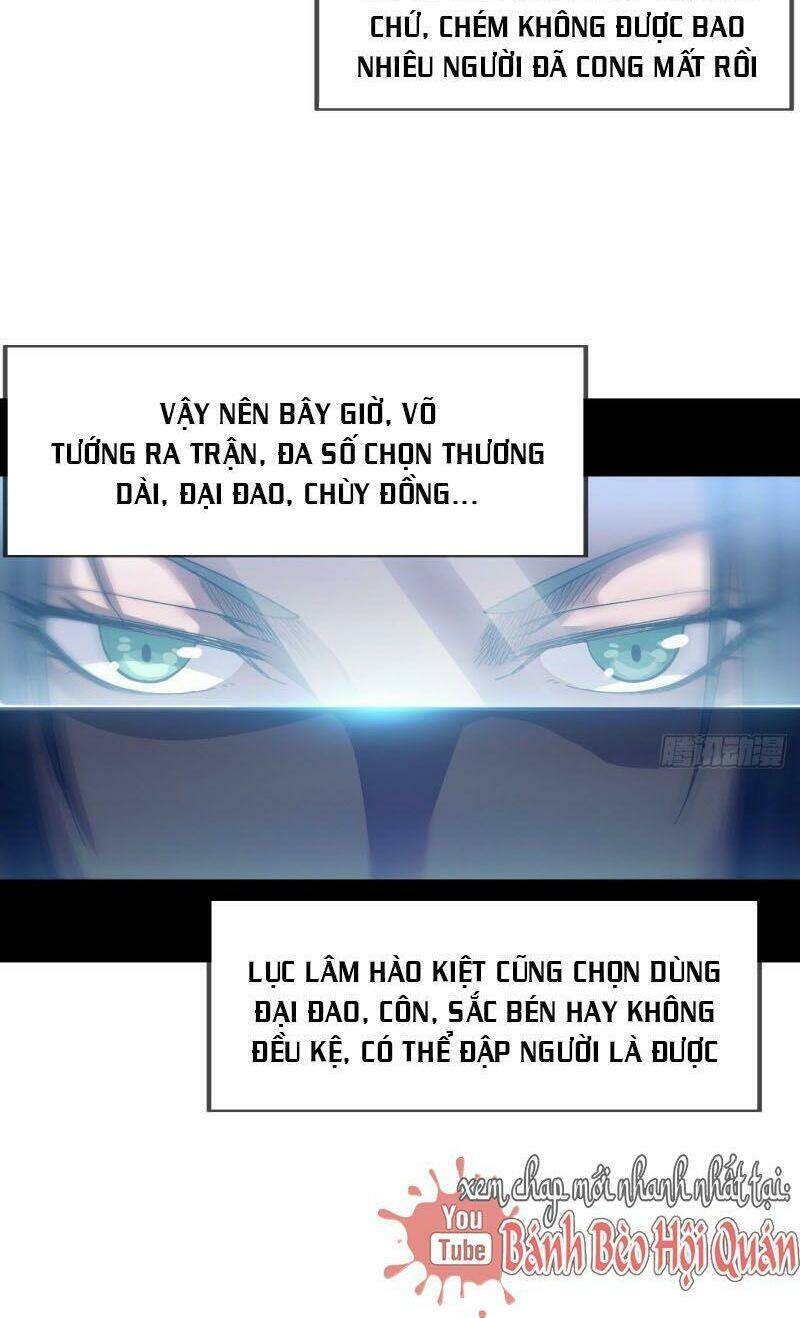 CHỨ, CHÉM KHÔNG ĐƯỢC BAO
NHIÊU NGƯỜI ĐÃ CONG MẤT RỒI
VẬY NÊN BÂY GIỜ, VÕ
TƯỚNG RA TRẬN, ĐA SỐ CHỌN THƯƠNG
DÀI, ĐẠI ĐAO, CHÙY ĐỒNG...
腾讯动漫
LỤC LÂM HÀO KIỆT CŨNG CHỌN DÙNG
ĐẠI ĐAO, CÔN, SẮC BÉN HAY KHÔNG
ĐỀU KỆ, CÓ THỂ ĐẬP NGƯỜI LÀ ĐƯỢC
xem chap mới nhanh nhất tại:
You
Tube
Bánh Bèo Hội Quán